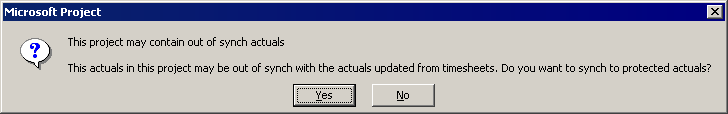 Microsoft Project
This project may contain out of synch actuals
This actuals in this project may be out of synch with the actuals updated from timesheets. Do you want to synch to protected actuals?
Yes
No